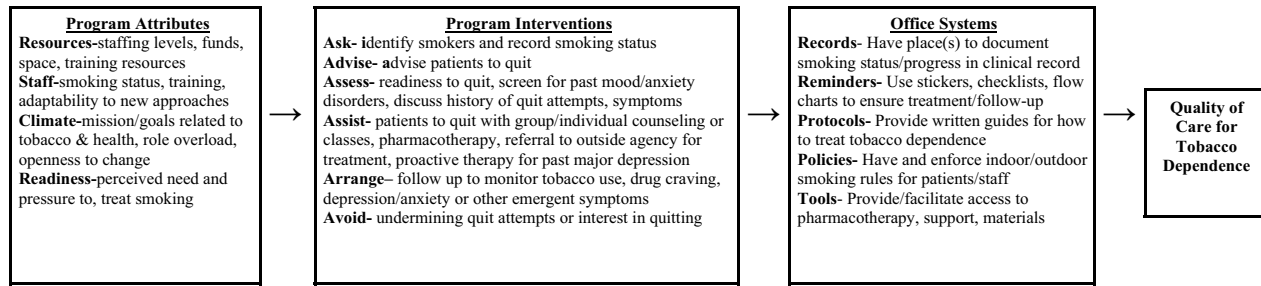 Program Attributes
Resources-staffing levels, funds,
space, training resources
Staff-smoking status, training,
adaptability to new approaches
Climate-mission/goals related to
tobacco & health, role overload,
openness to change
Readiness-perceived need and
pressure to, treat smoking
→
Program Interventions
Ask- identify smokers and record smoking status
Advise- advise patients to quit
Assess- readiness to quit, screen for past mood/anxiety
disorders, discuss history of quit attempts, symptoms
Assist- patients to quit with group/individual counseling or
classes, pharmacotherapy, referral to outside agency for
treatment, proactive therapy for past major depression
Arrange– follow up to monitor tobacco use, drug craving,
depression/anxiety or other emergent symptoms
Avoid- undermining quit attempts or interest in quitting
→
Office Systems
Records- Have place(s) to document
smoking status/progress in clinical record
Reminders- Use stickers, checklists, flow
charts to ensure treatment/follow-up
Protocols- Provide written guides for how
to treat tobacco dependence
Policies- Have and enforce indoor/outdoor
smoking rules for patients/staff
Tools- Provide/facilitate access to
pharmacotherapy, support, materials
→
Quality of
Care for
Tobacco
Dependence